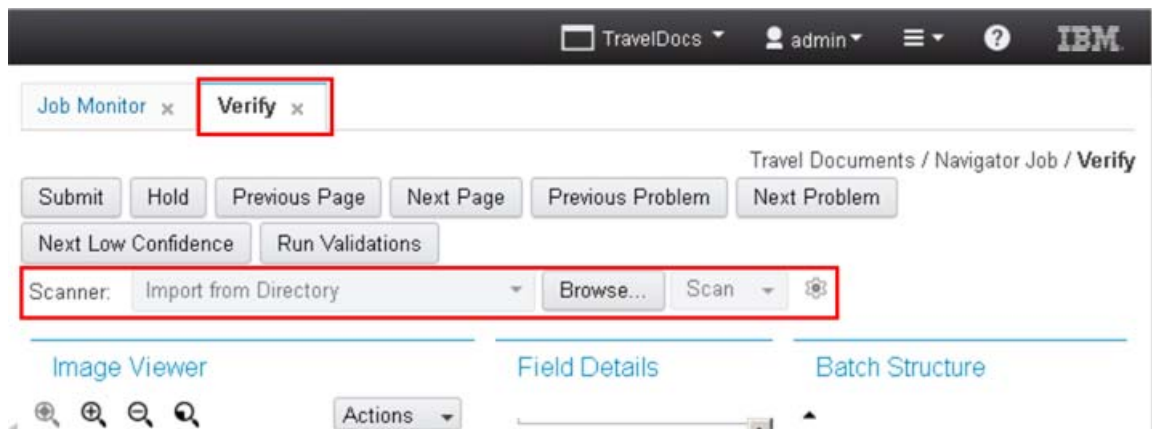 TravelDocs admin ? IBM
Job Monitor x Verify x
Travel Documents / Navigator Job / Verify
Submit Hold Previous Page Next Page Previous Problem Next Problem
Next Low Confidence Run Validations
Scanner: Import from Directory Browse... Scan
Image Viewer Field Details Batch Structure
Actions